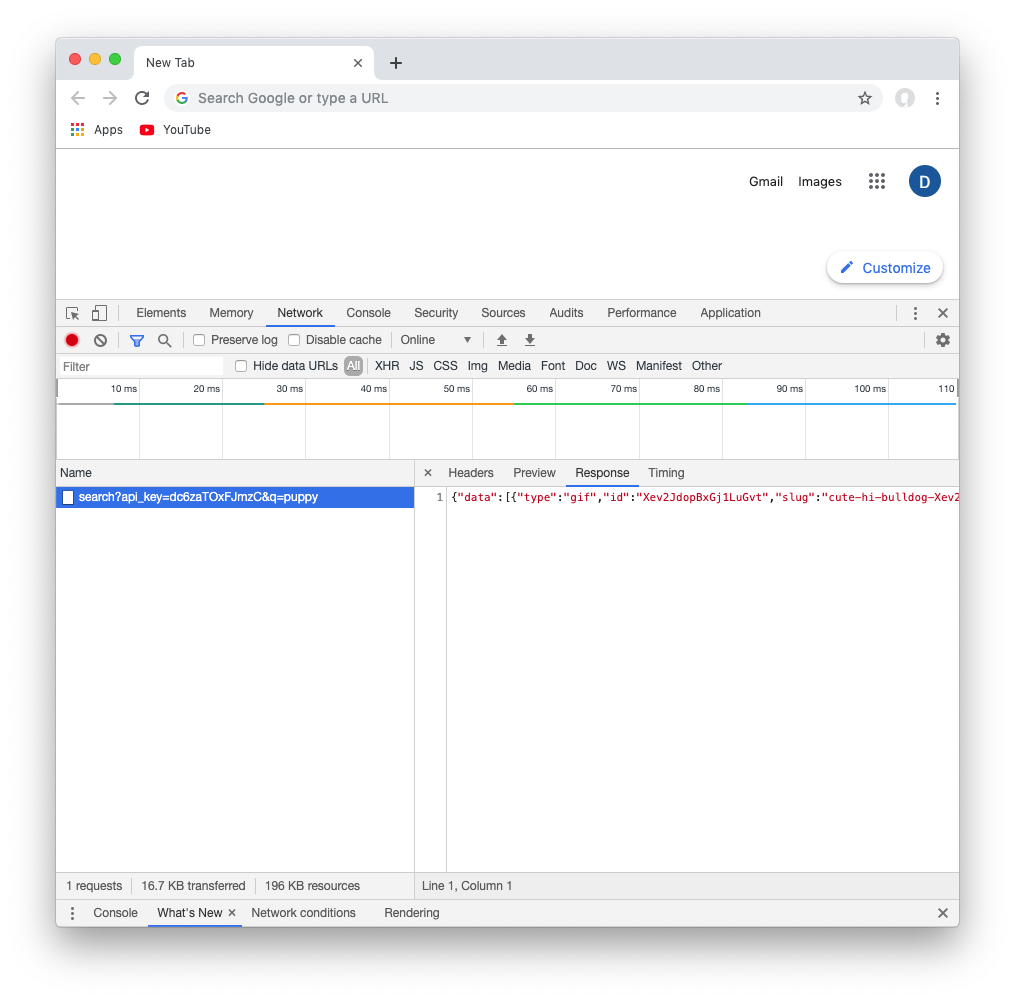 New Tab
Search Google or type a URL
Apps YouTube
Gmail Images D
Customize
Elements Memory Network Console Security Sources Audits Performance Application
Preserve log Disable cache Online
Filter Hide data URLs All XHR JS CSS Img Media Font Doc WS Manifest Other
10 ms 20 ms 30 ms 40 ms 50 ms 60 ms 70 ms 80 ms 90 ms 100 ms 110
Name Headers Preview Response Timing
search?api_key=dc6zaTOxFJmzC&q=puppy 1 {"data":[{"type":"gif","id":"Xev2JdopBxGj1LuGvt","slug":"cute-hi-bulldog-Xev2
1 requests 16.7 KB transferred 196 KB resources Line 1, Column 1
Console What's New Network conditions Rendering